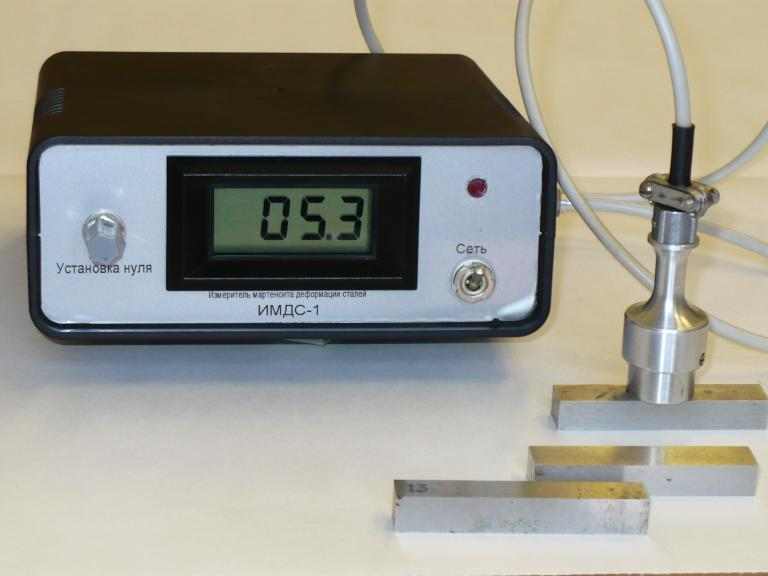 05.3
Сеть
Установка нуля
Измеритель мартенсита деформации сталей
ИМДС-1
13